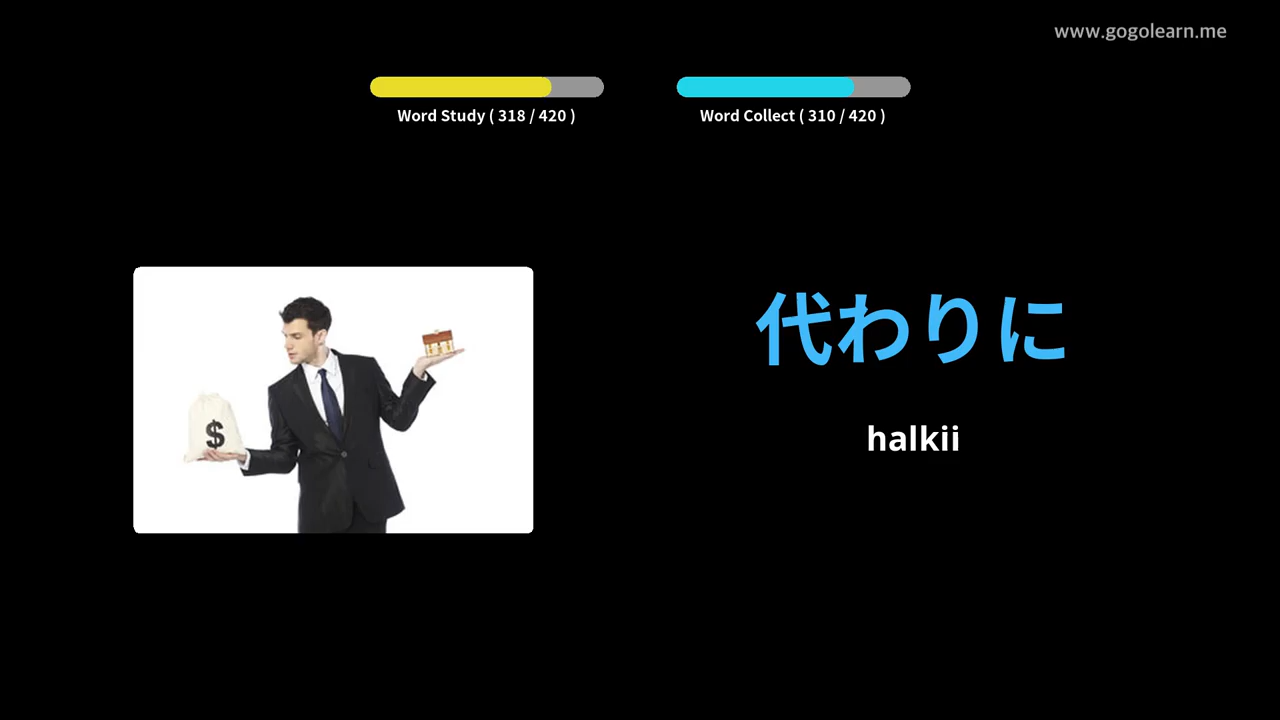 www.gogolearn.me
Word Study ( 318 / 420 )
Word Collect ( 310 / 420 )
$
代わりに
halkii